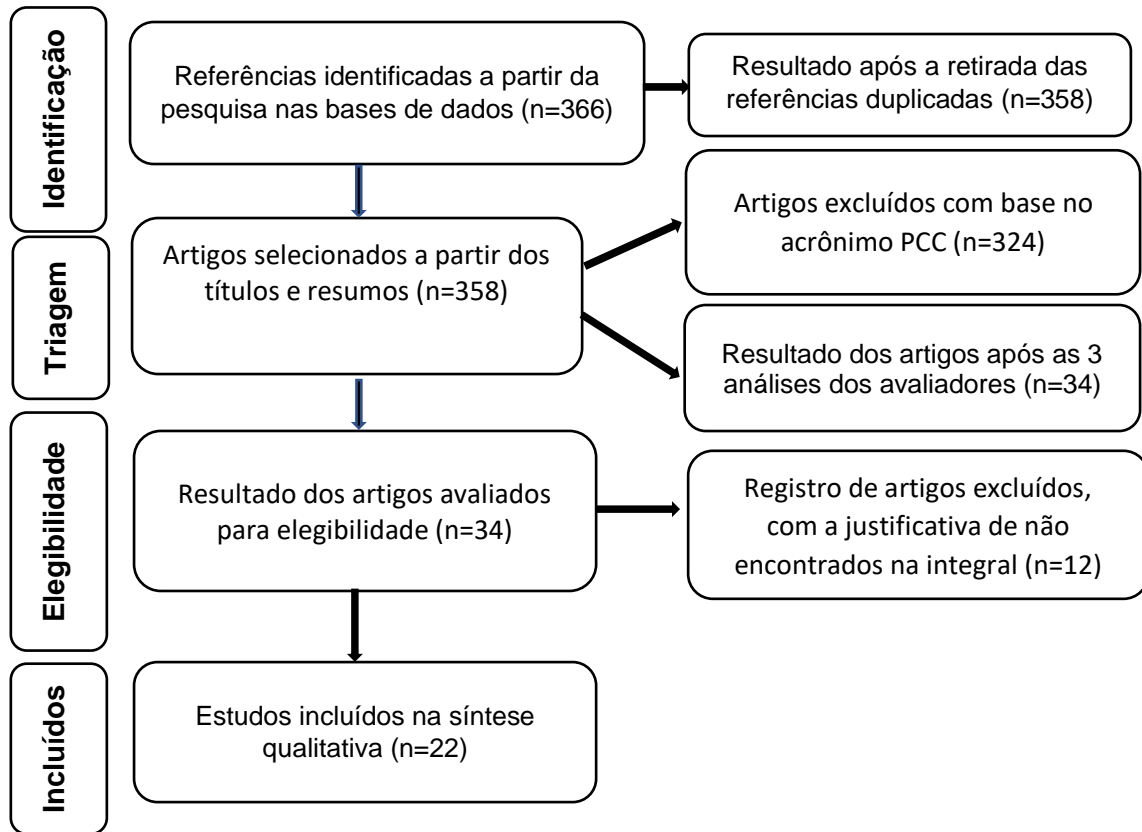 Identificação
Referências identificadas a partir da
pesquisa nas bases de dados (n=366)
Resultado após a retirada das
referências duplicadas (n=358)
Triagem
Artigos selecionados a partir dos
títulos e resumos (n=358)
Artigos excluídos com base no
acrônimo PCC (n=324)
Resultado dos artigos após as 3
análises dos avaliadores (n=34)
Elegibilidade
Resultado dos artigos avaliados
para elegibilidade (n=34)
Registro de artigos excluídos,
com a justificativa de não
encontrados na integral (n=12)
Incluídos
Estudos incluídos na síntese
qualitativa (n=22)